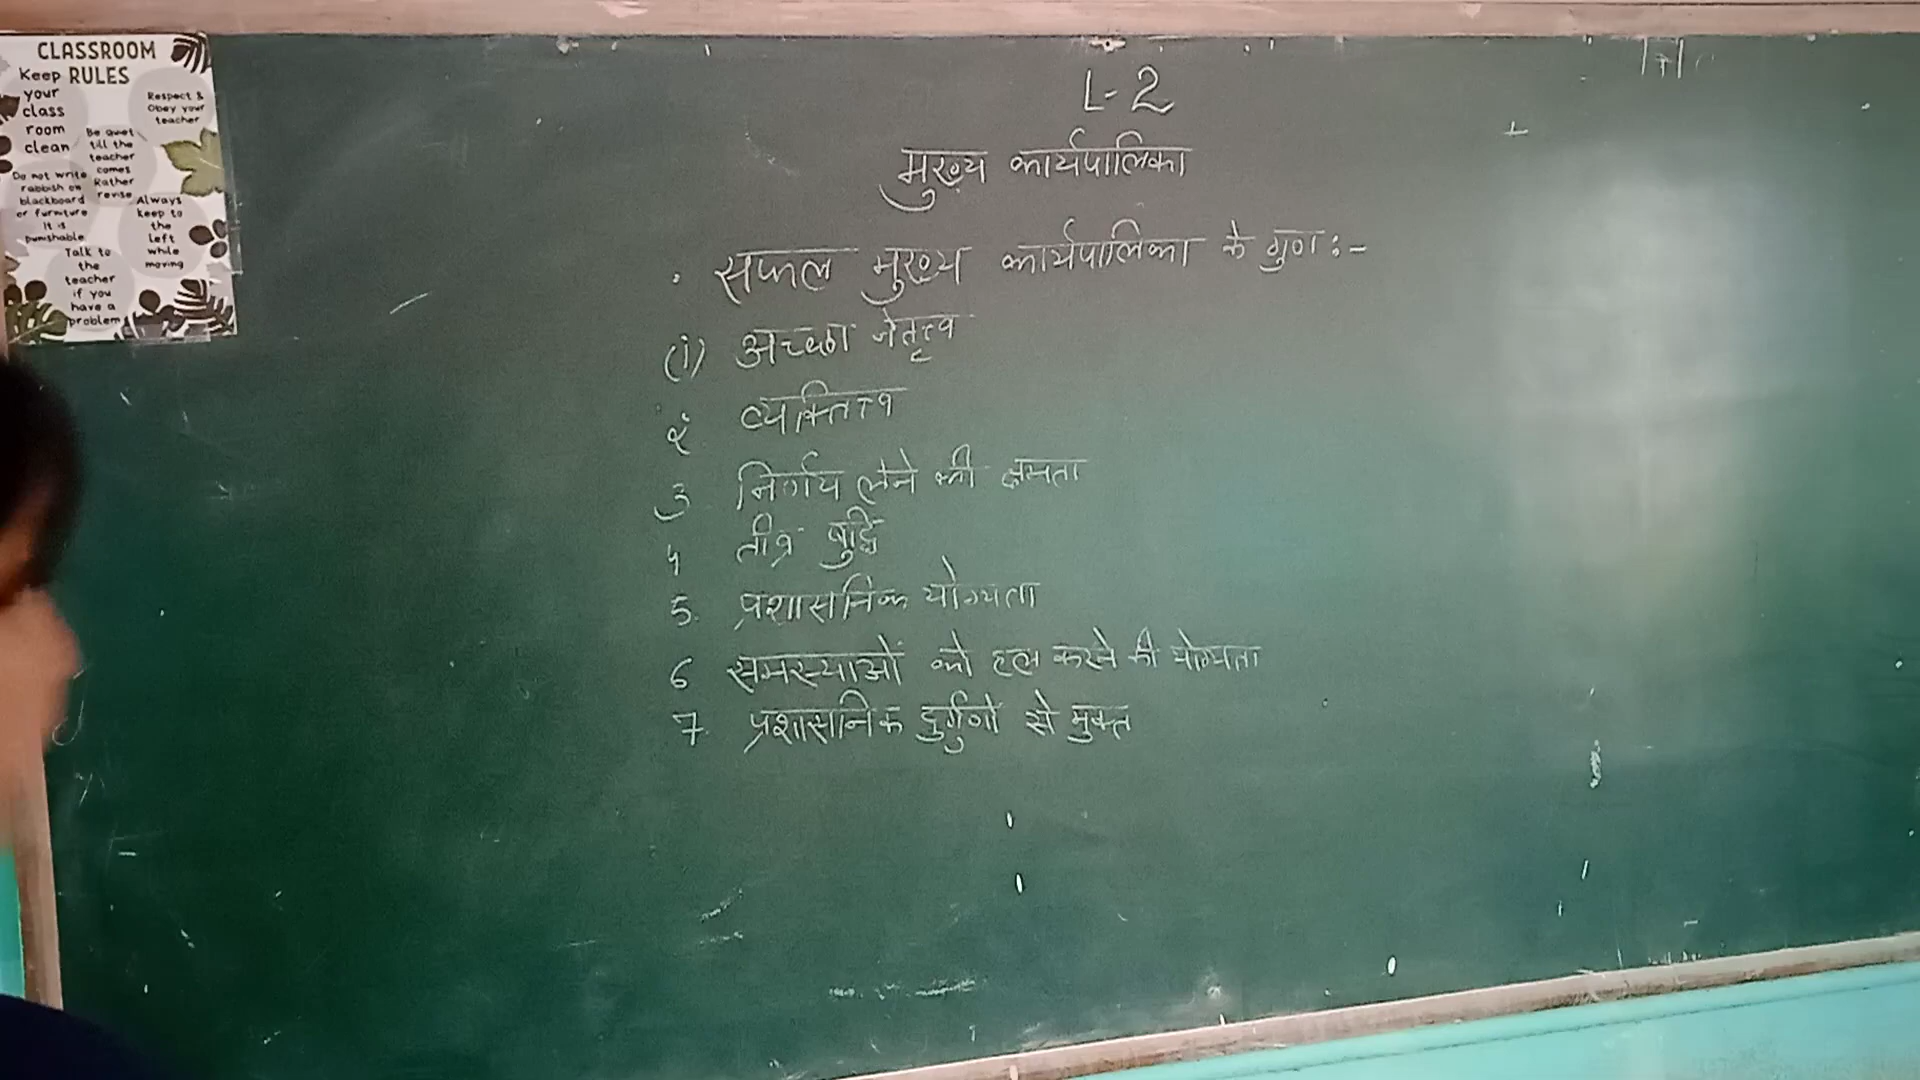 CLASSROOM
RULES
Keep
your
class
room
clean
Respect &
Obey your
teacher
Be quiet
till the
teacher
comes
Rather
revise
Do not write
rabbish on
blackboard
or furniture
It is
punishable
Always
keep to
the
left
while
moving
Talk to
the
teacher
if you
have a
problem
L-2
मुख्य कार्यपालिका
• सफल मुख्य कार्यपालिका के गुण :-
(i) अच्छा नेतृत्व
2 व्यक्तित्व
3 निर्णय लेने की क्षमता
4 तीव्र बुद्धि
5. प्रशासनिक योग्यता
6 समस्याओं को हल करने की योग्यता
7. प्रशासनिक दुर्गुणो से मुक्त